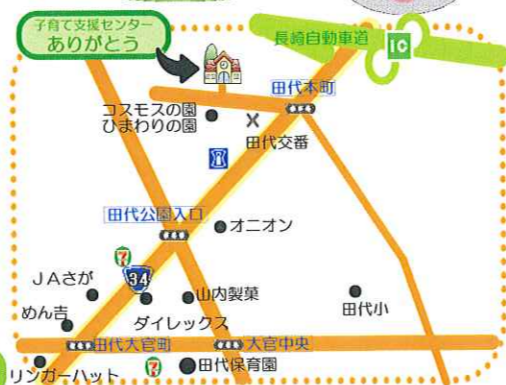 子育て支援センター
ありがとう
長崎自動車道
IC
田代本町
コスモスの園
ひまわりの園
田代交番
田代公園入口
オニオン
7
34
JAさが
山内製菓
田代小
めん吉
ダイレックス
田代大官町
大官中央
7
田代保育園
リンガーハット